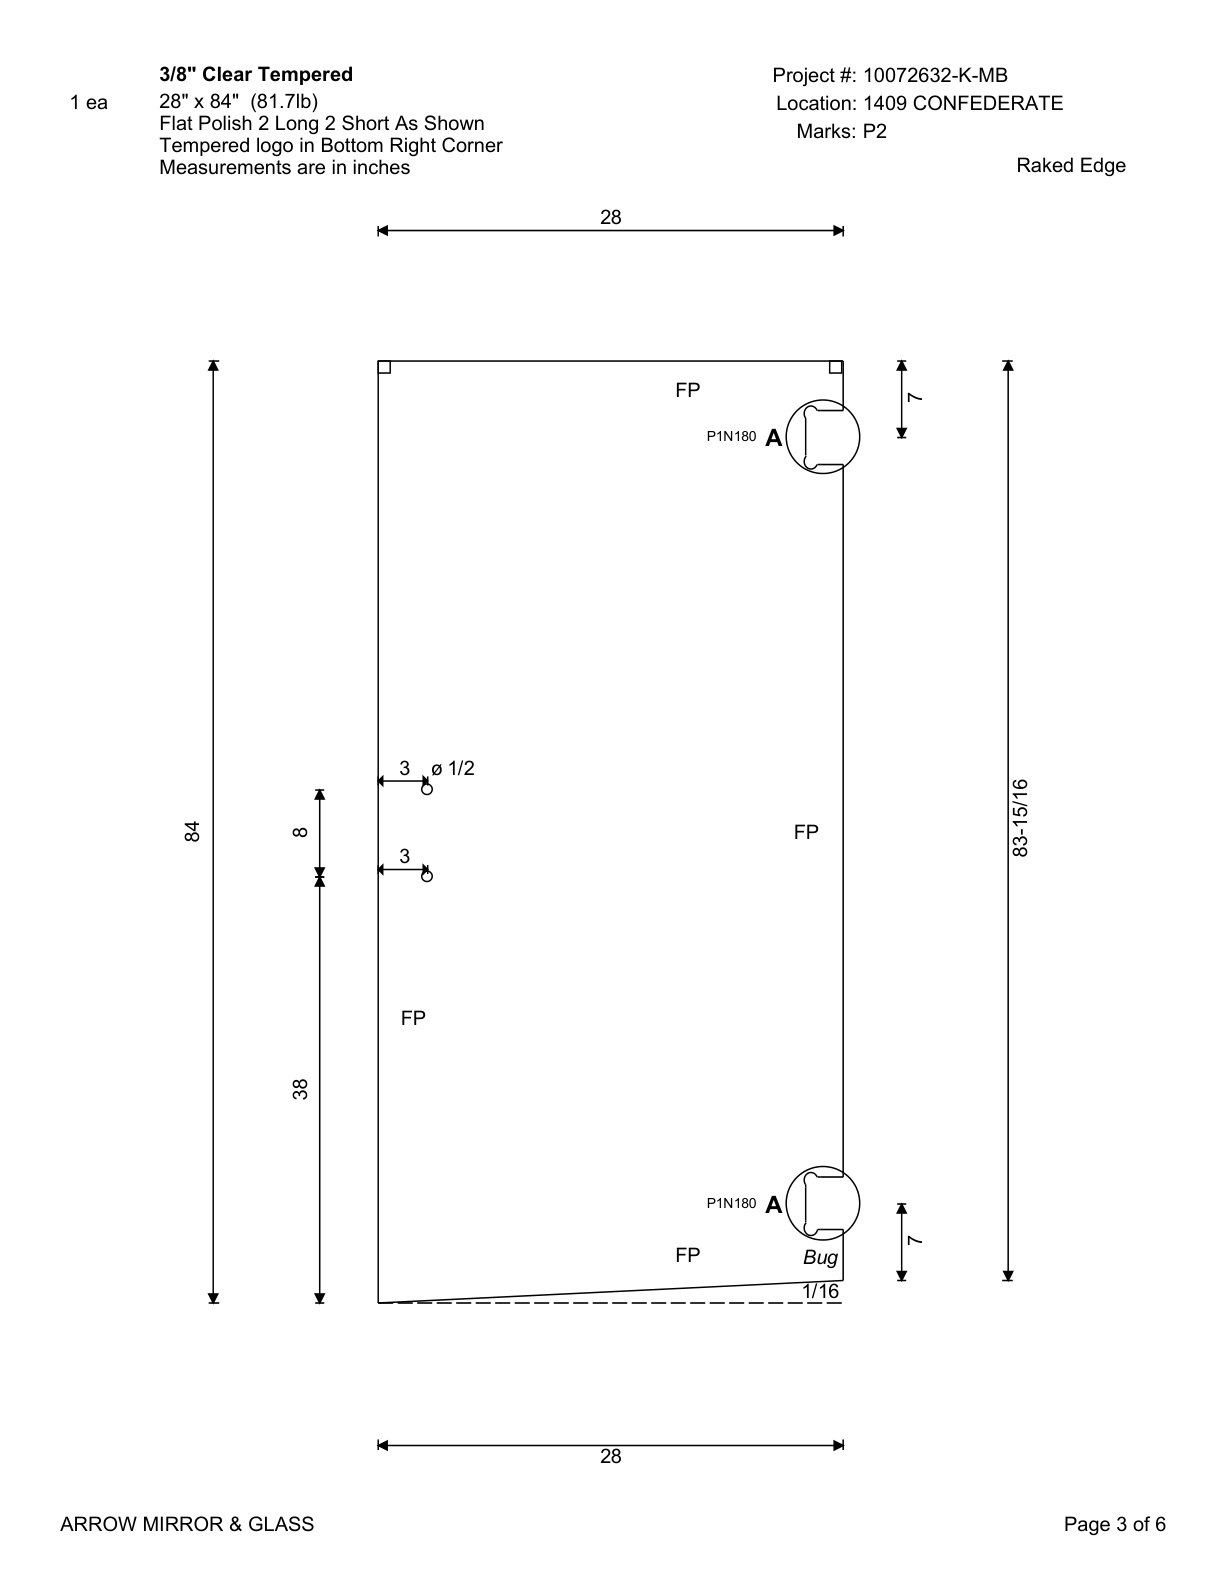 3/8" Clear Tempered
Project #: 10072632-K-MB
1 ea
28" x 84"  (81.7lb)
Location: 1409 CONFEDERATE
Flat Polish 2 Long 2 Short As Shown
Marks: P2
Tempered logo in Bottom Right Corner
Measurements are in inches
Raked Edge
28
FP
7
P1N180 A
3 ø 1/2
84
8
FP
83-15/16
3
FP
38
P1N180 A
7
FP
Bug
1/16
28
ARROW MIRROR & GLASS
Page 3 of 6